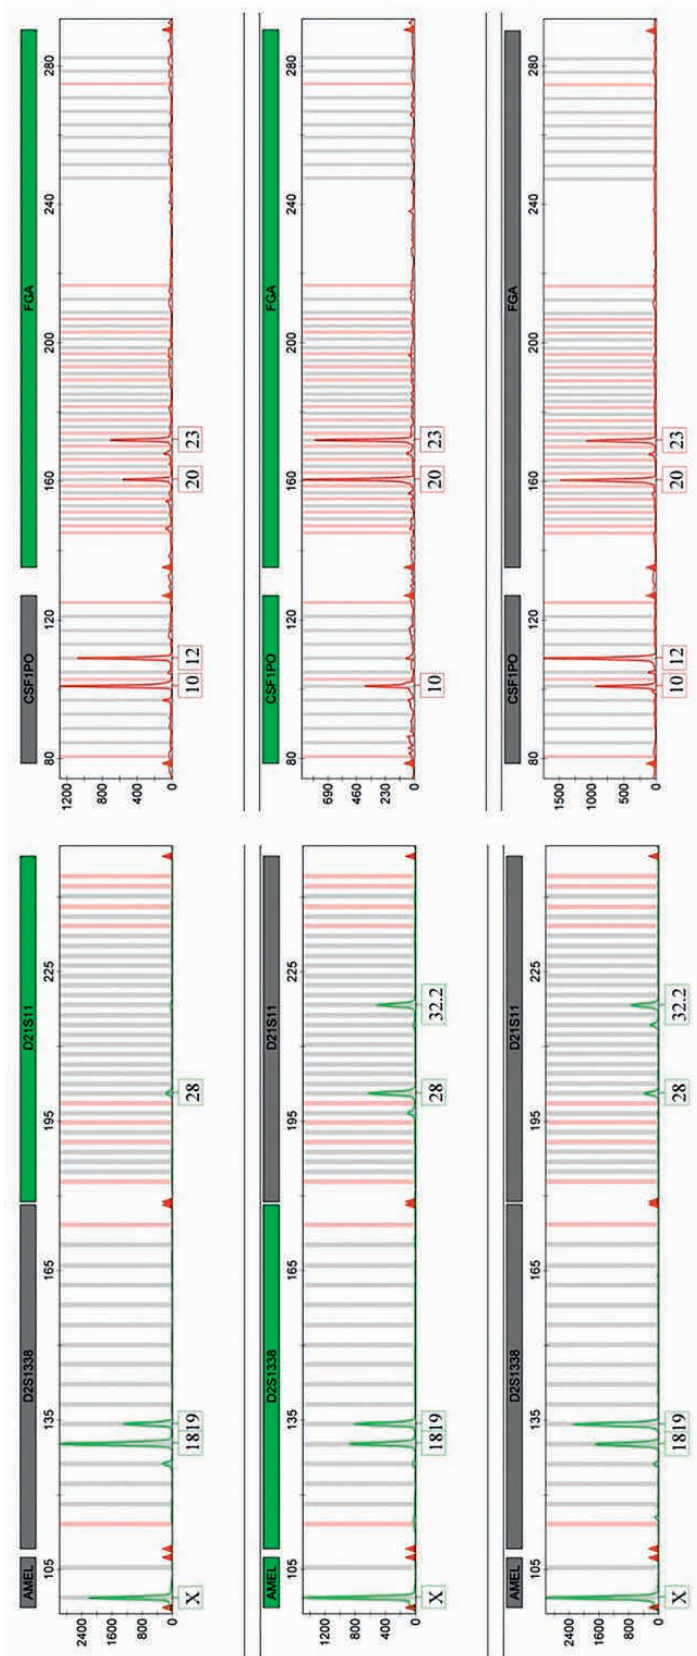 AMEL D2S1338 D21S11 CSF1PO FGA
105 135 165 195 225 80 120 160 200 240 280
2400 1200
1600 800
800 400
0 0
X 18 19 28 10 12 20 23
AMEL D2S1338 D21S11 CSF1PO FGA
105 135 165 195 225 80 120 160 200 240 280
1200 690
800 460
400 230
0 0
X 18 19 28 32.2 10 20 23
AMEL D2S1338 D21S11 CSF1PO FGA
105 135 165 195 225 80 120 160 200 240 280
2400 1500
1600 1000
800 500
0 0
X 18 19 28 32.2 10 12 20 23